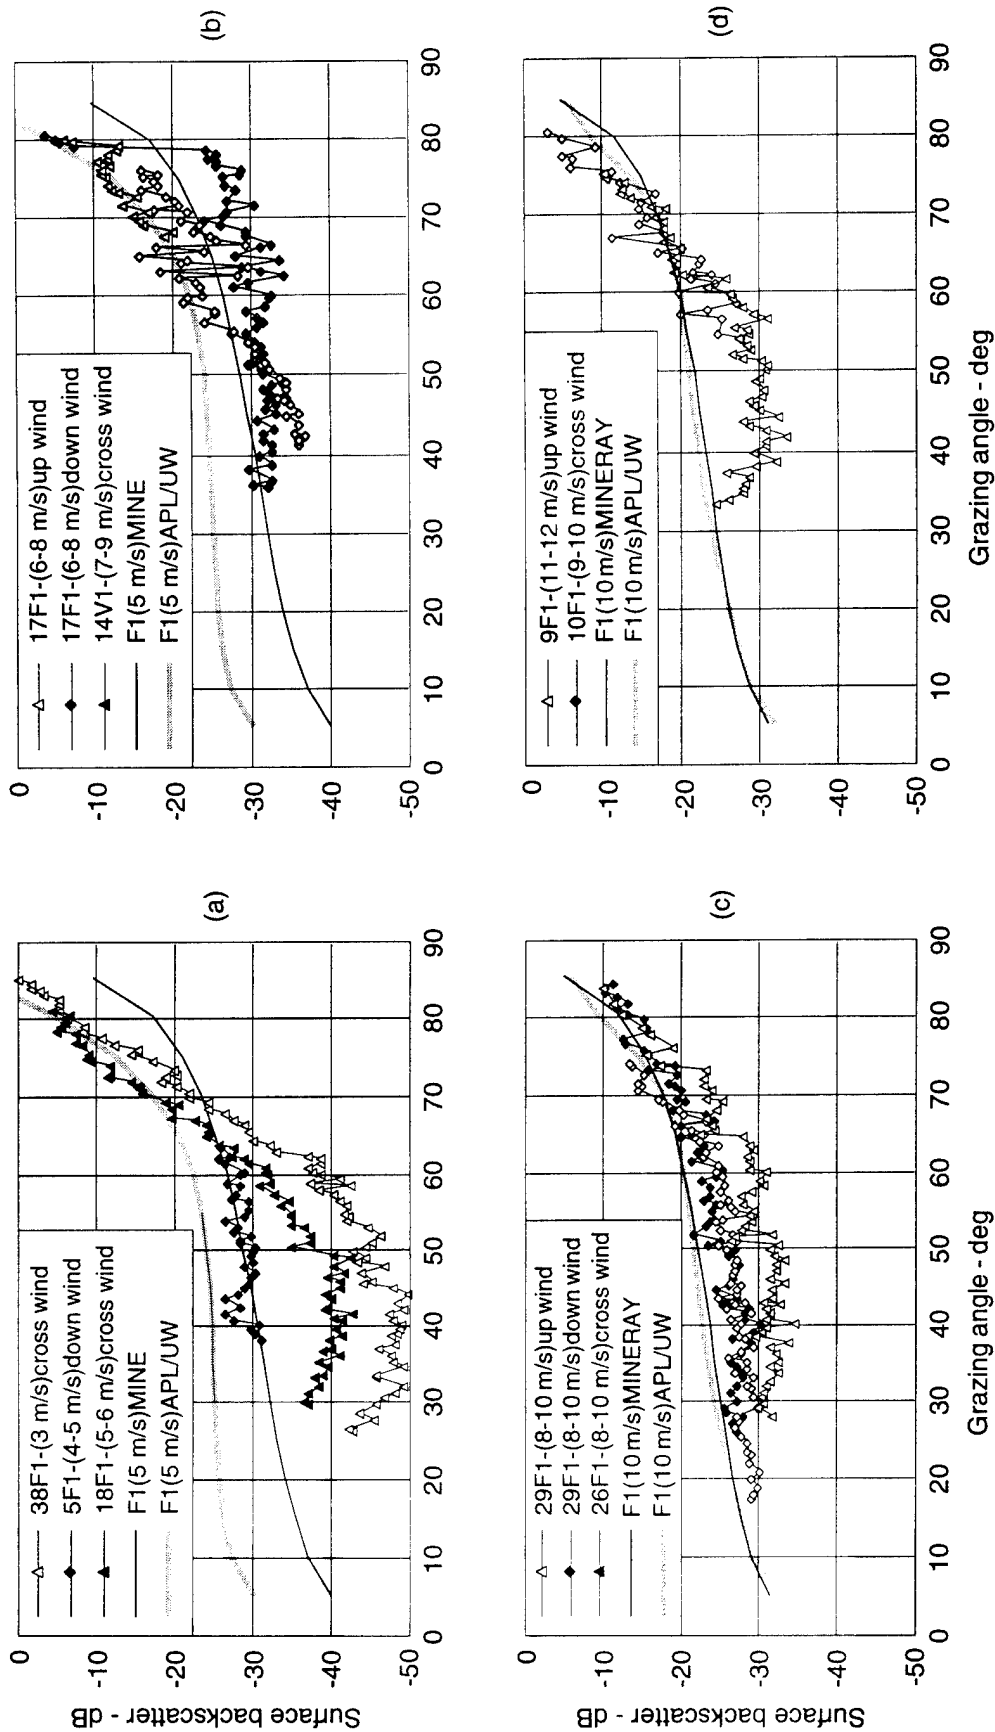 (a)
Surface backscatter - dB
0
-10
-20
-30
-40
-50
38F1-(3 m/s)cross wind
5F1-(4-5 m/s)down wind
18F1-(5-6 m/s)cross wind
F1(5 m/s)MINE
F1(5 m/s)APL/UW
0 10 20 30 40 50 60 70 80 90
(b)
0
-10
-20
-30
-40
-50
17F1-(6-8 m/s)up wind
17F1-(6-8 m/s)down wind
14V1-(7-9 m/s)cross wind
F1(5 m/s)MINE
F1(5 m/s)APL/UW
0 10 20 30 40 50 60 70 80 90
(c)
Surface backscatter - dB
0
-10
-20
-30
-40
-50
29F1-(8-10 m/s)up wind
29F1-(8-10 m/s)down wind
26F1-(8-10 m/s)cross wind
F1(10 m/s)MINERAY
F1(10 m/s)APL/UW
0 10 20 30 40 50 60 70 80 90
Grazing angle - deg
(d)
0
-10
-20
-30
-40
-50
9F1-(11-12 m/s)up wind
10F1-(9-10 m/s)cross wind
F1(10 m/s)MINERAY
F1(10 m/s)APL/UW
0 10 20 30 40 50 60 70 80 90
Grazing angle - deg